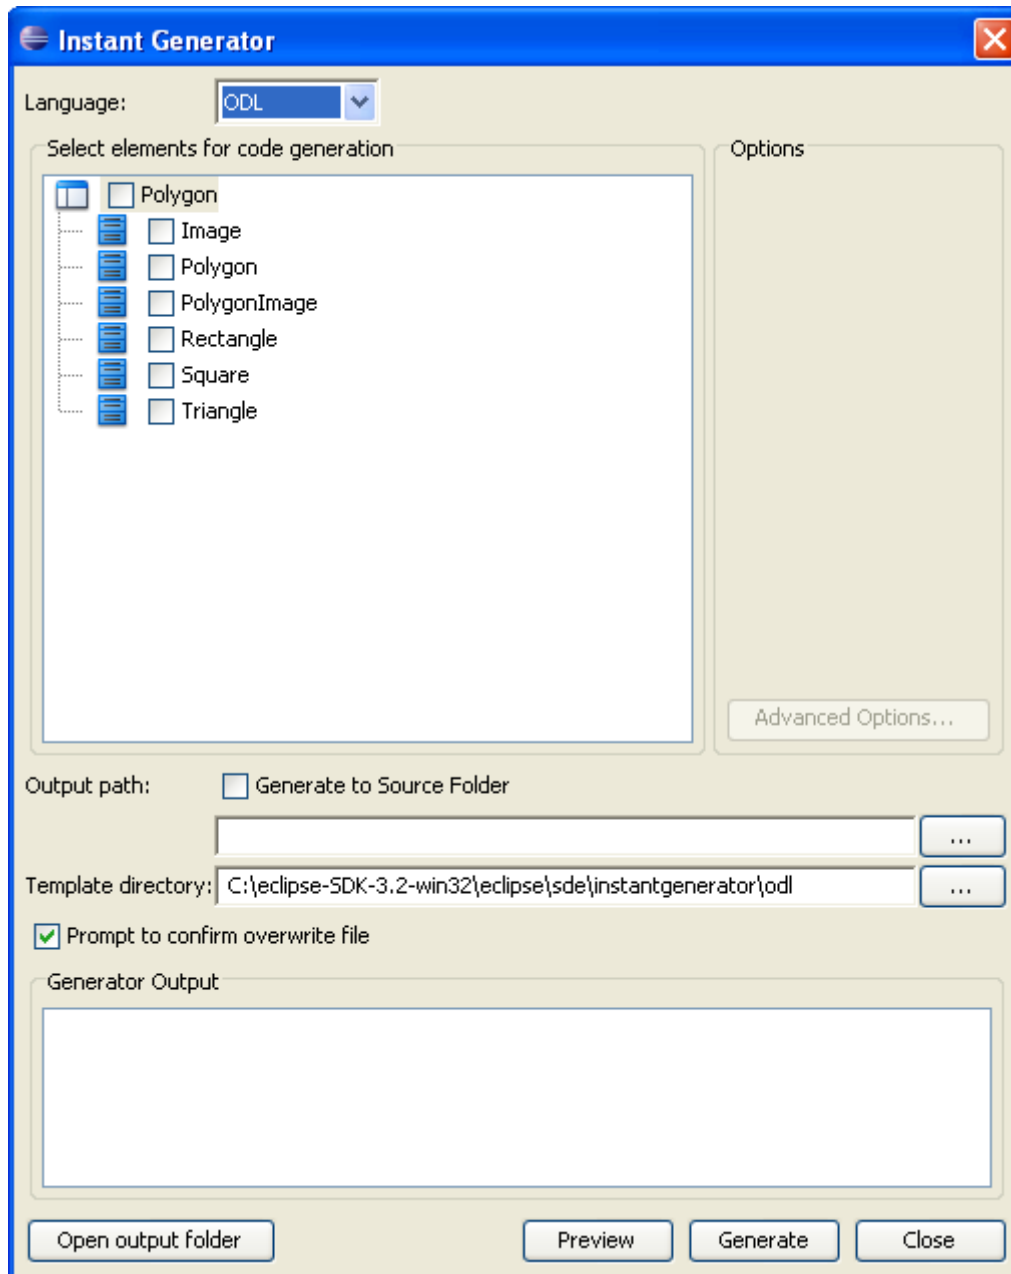 Instant Generator
Language: ODL
Select elements for code generation
Options
Polygon
Image
Polygon
PolygonImage
Rectangle
Square
Triangle
Advanced Options...
Output path: Generate to Source Folder
...
Template directory: C:\eclipse-SDK-3.2-win32\eclipse\sde\instantgenerator\odl ...
Prompt to confirm overwrite file
Generator Output
Open output folder Preview Generate Close